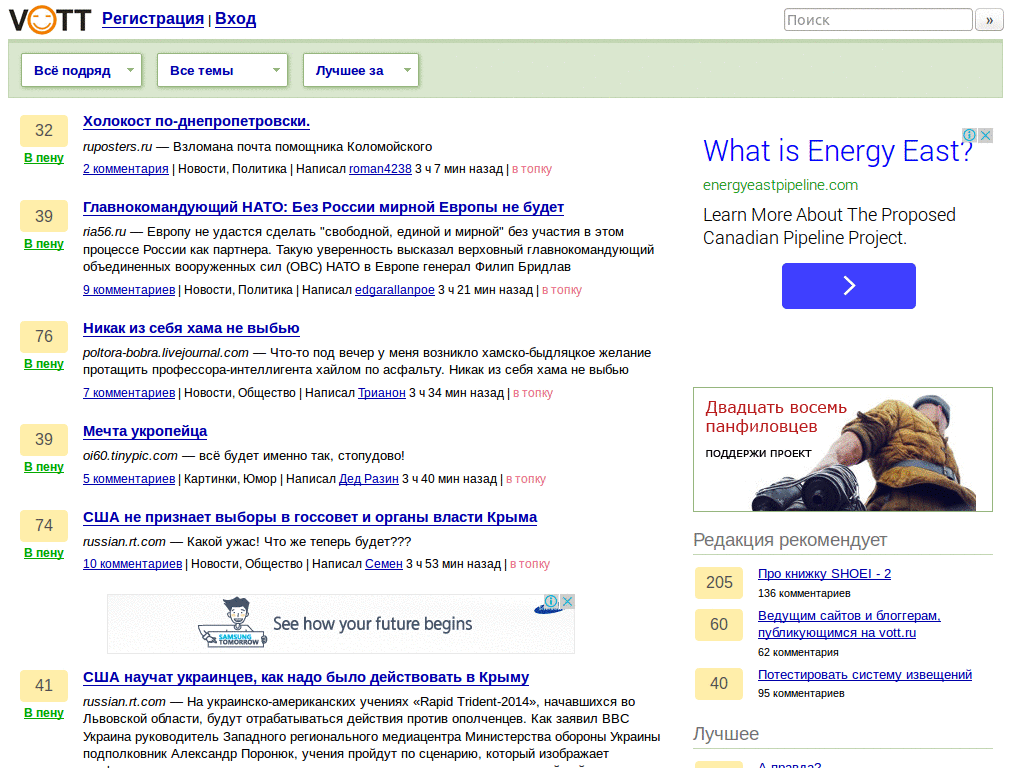 VOTT Регистрация | Вход
Поиск »
Всё подряд Все темы Лучшее за
32 Холокост по-днепропетровски.
ruposters.ru — Взломана почта помощника Коломойского
В пену
2 комментария | Новости, Политика | Написал roman4238 3 ч 7 мин назад | в топку
39 Главнокомандующий НАТО: Без России мирной Европы не будет
ria56.ru — Европу не удастся сделать "свободной, единой и мирной" без участия в этом
В пену
процессе России как партнера. Такую уверенность высказал верховный главнокомандующий
объединенных вооруженных сил (ОВС) НАТО в Европе генерал Филип Бридлав
9 комментариев | Новости, Политика | Написал edgarallanpoe 3 ч 21 мин назад | в топку
76 Никак из себя хама не выбью
poltora-bobra.livejournal.com — Что-то под вечер у меня возникло хамско-быдляцкое желание
В пену
протащить профессора-интеллигента хайлом по асфальту. Никак из себя хама не выбью
7 комментариев | Новости, Общество | Написал Трианон 3 ч 34 мин назад | в топку
39 Мечта укропейца
oi60.tinypic.com — всё будет именно так, стопудово!
В пену
5 комментариев | Картинки, Юмор | Написал Дед Разин 3 ч 40 мин назад | в топку
74 США не признает выборы в госсовет и органы власти Крыма
russian.rt.com — Какой ужас! Что же теперь будет???
В пену
10 комментариев | Новости, Общество | Написал Семен 3 ч 53 мин назад | в топку
SAMSUNG
TOMORROW
See how your future begins
41 США научат украинцев, как надо было действовать в Крыму
russian.rt.com — На украинско-американских учениях «Rapid Trident-2014», начавшихся во
В пену
Львовской области, будут отрабатываться действия против ополченцев. Как заявил ВВС
Украина руководитель Западного регионального медиацентра Министерства обороны Украины
подполковник Александр Поронюк, учения пройдут по сценарию, который изображает
What is Energy East?
energyeastpipeline.com
Learn More About The Proposed
Canadian Pipeline Project.
Двадцать восемь
панфиловцев
ПОДДЕРЖИ ПРОЕКТ
Редакция рекомендует
205 Про книжку SHOEI - 2
136 комментариев
60 Ведущим сайтов и блоггерам,
публикующимся на vott.ru
62 комментария
40 Потестировать систему извещений
95 комментариев
Лучшее
А правда?